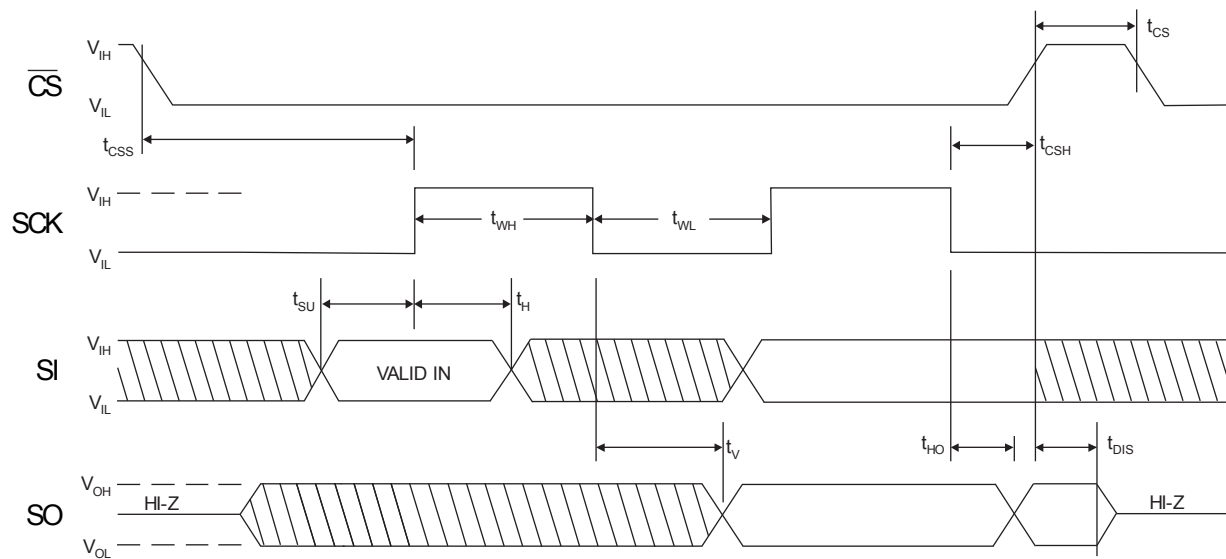 V_IH
t_CS
C̅S̅
V_IL
t_CSS
t_CSH
V_IH
SCK
t_WH
t_WL
V_IL
t_SU
t_H
V_IH
SI
VALID IN
V_IL
t_V
t_HO
t_DIS
V_OH
HI-Z
HI-Z
SO
V_OL